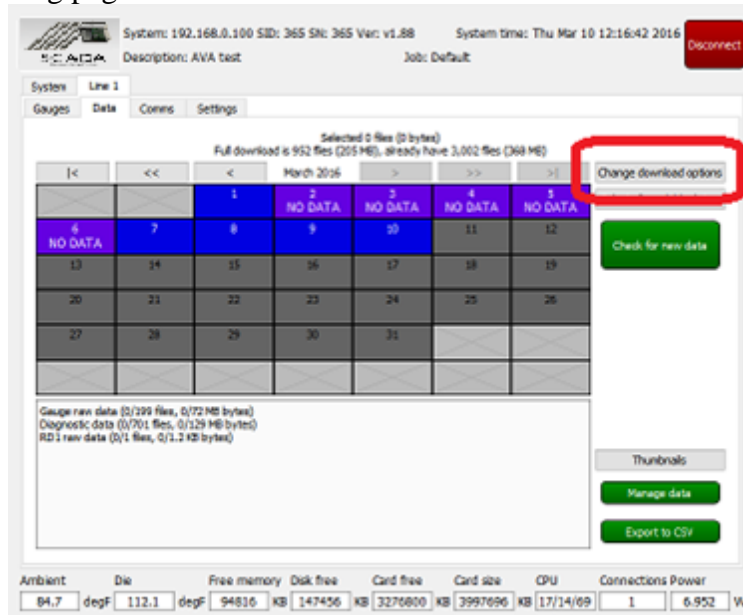 System: 192.168.0.100 SID: 365 SN: 365 Ver: v1.88 System time: Thu Mar 10 12:16:42 2016
Disconnect
SCADA Description: AVA test Job: Default
System Line 1
Gauges Data Comms Settings
Selected 0 files (0 bytes)
Full download is 952 files (205 MB), already have 3,002 files (368 MB)
|< << < March 2016 > >> >| Change download options
1 2 3 4 5
NO DATA NO DATA NO DATA NO DATA
6 7 8 9 10 11 12
NO DATA
Check for new data
13 14 15 16 17 18 19
20 21 22 23 24 25 26
27 28 29 30 31
Gauge raw data (0/199 files, 0/72 MB bytes)
Diagnostic data (0/701 files, 0/129 MB bytes)
RD1 raw data (0/1 files, 0/1.2 KB bytes)
Thumbnails
Manage data
Export to CSV
Ambient Die Free memory Disk free Card free Card size CPU Connections Power
84.7 degF 112.1 degF 94816 KB 147456 KB 3276800 KB 3997696 KB 17/14/69 1 6.952